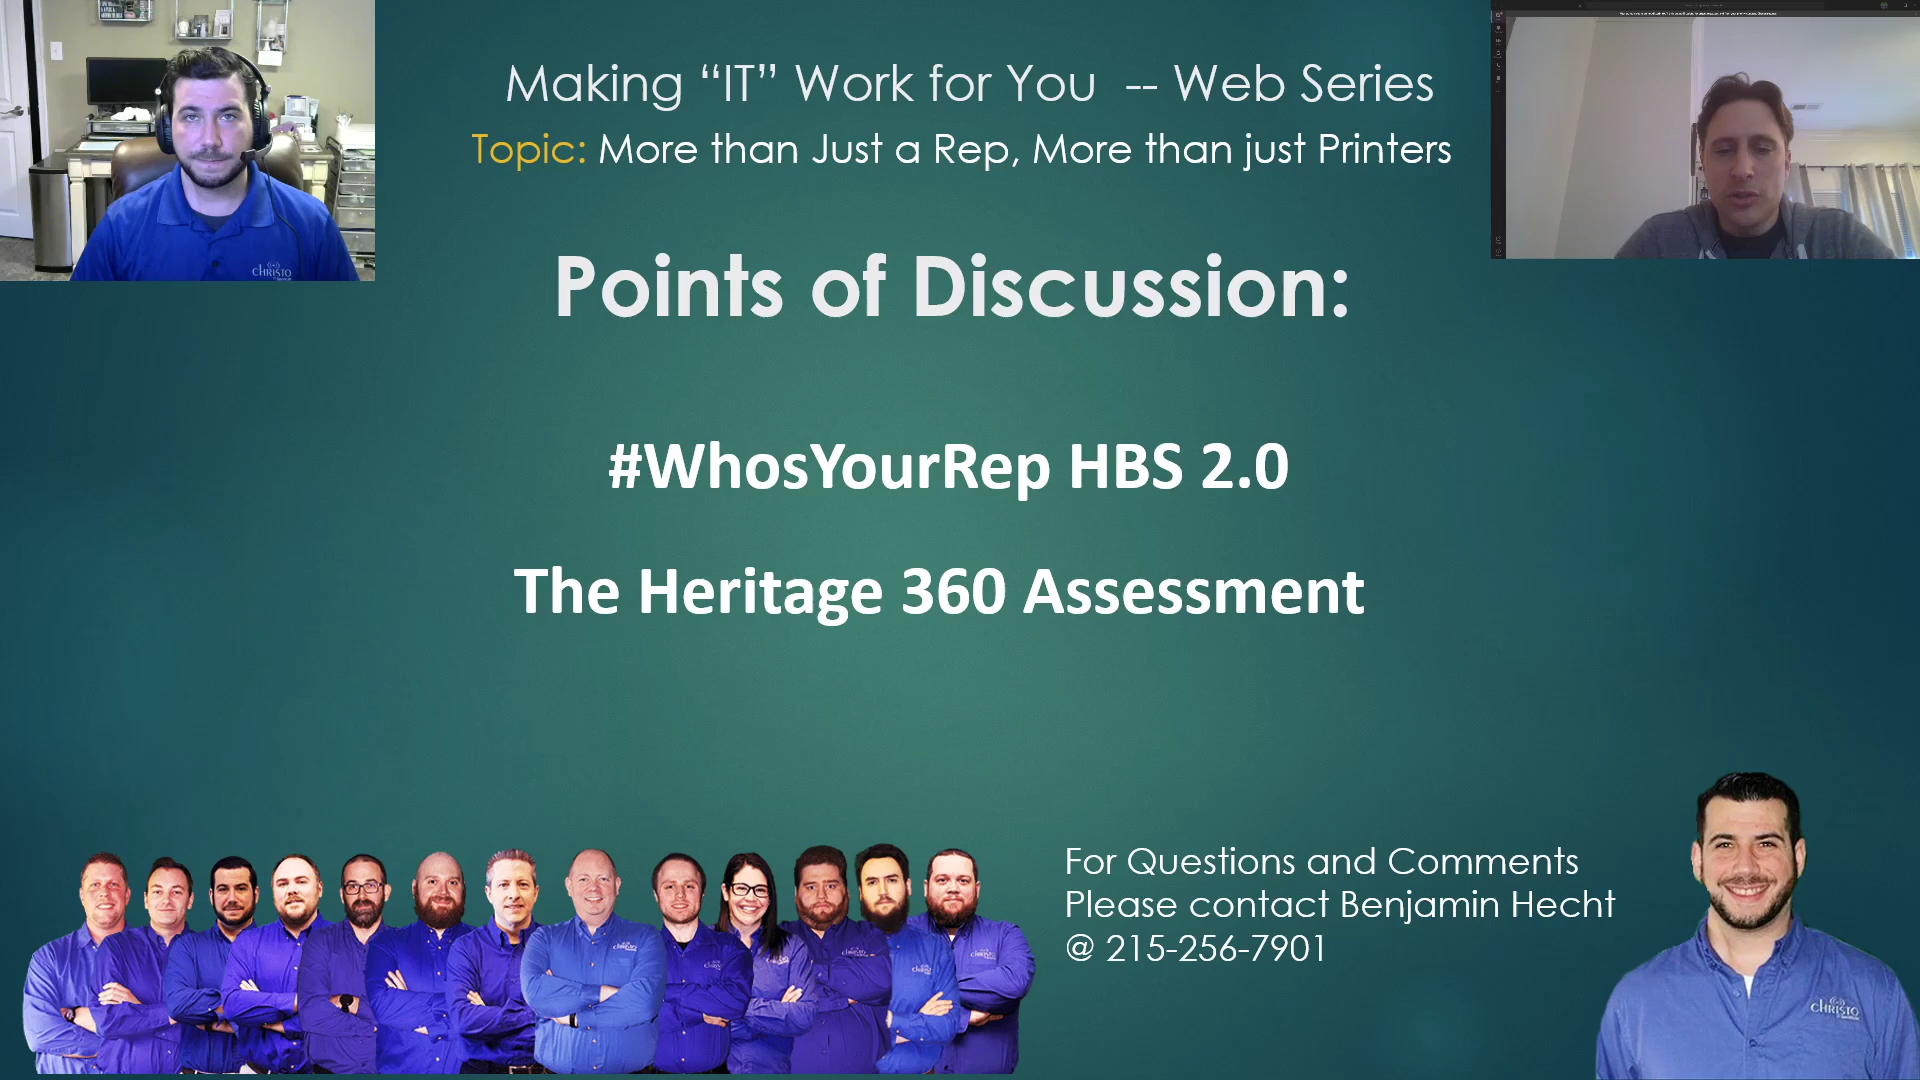 Making “IT” Work for You -- Web Series
Topic: More than Just a Rep, More than just Printers
Points of Discussion:
#WhosYourRep HBS 2.0
The Heritage 360 Assessment
For Questions and Comments
Please contact Benjamin Hecht
@ 215-256-7901
CHRISTO
CHRISTO